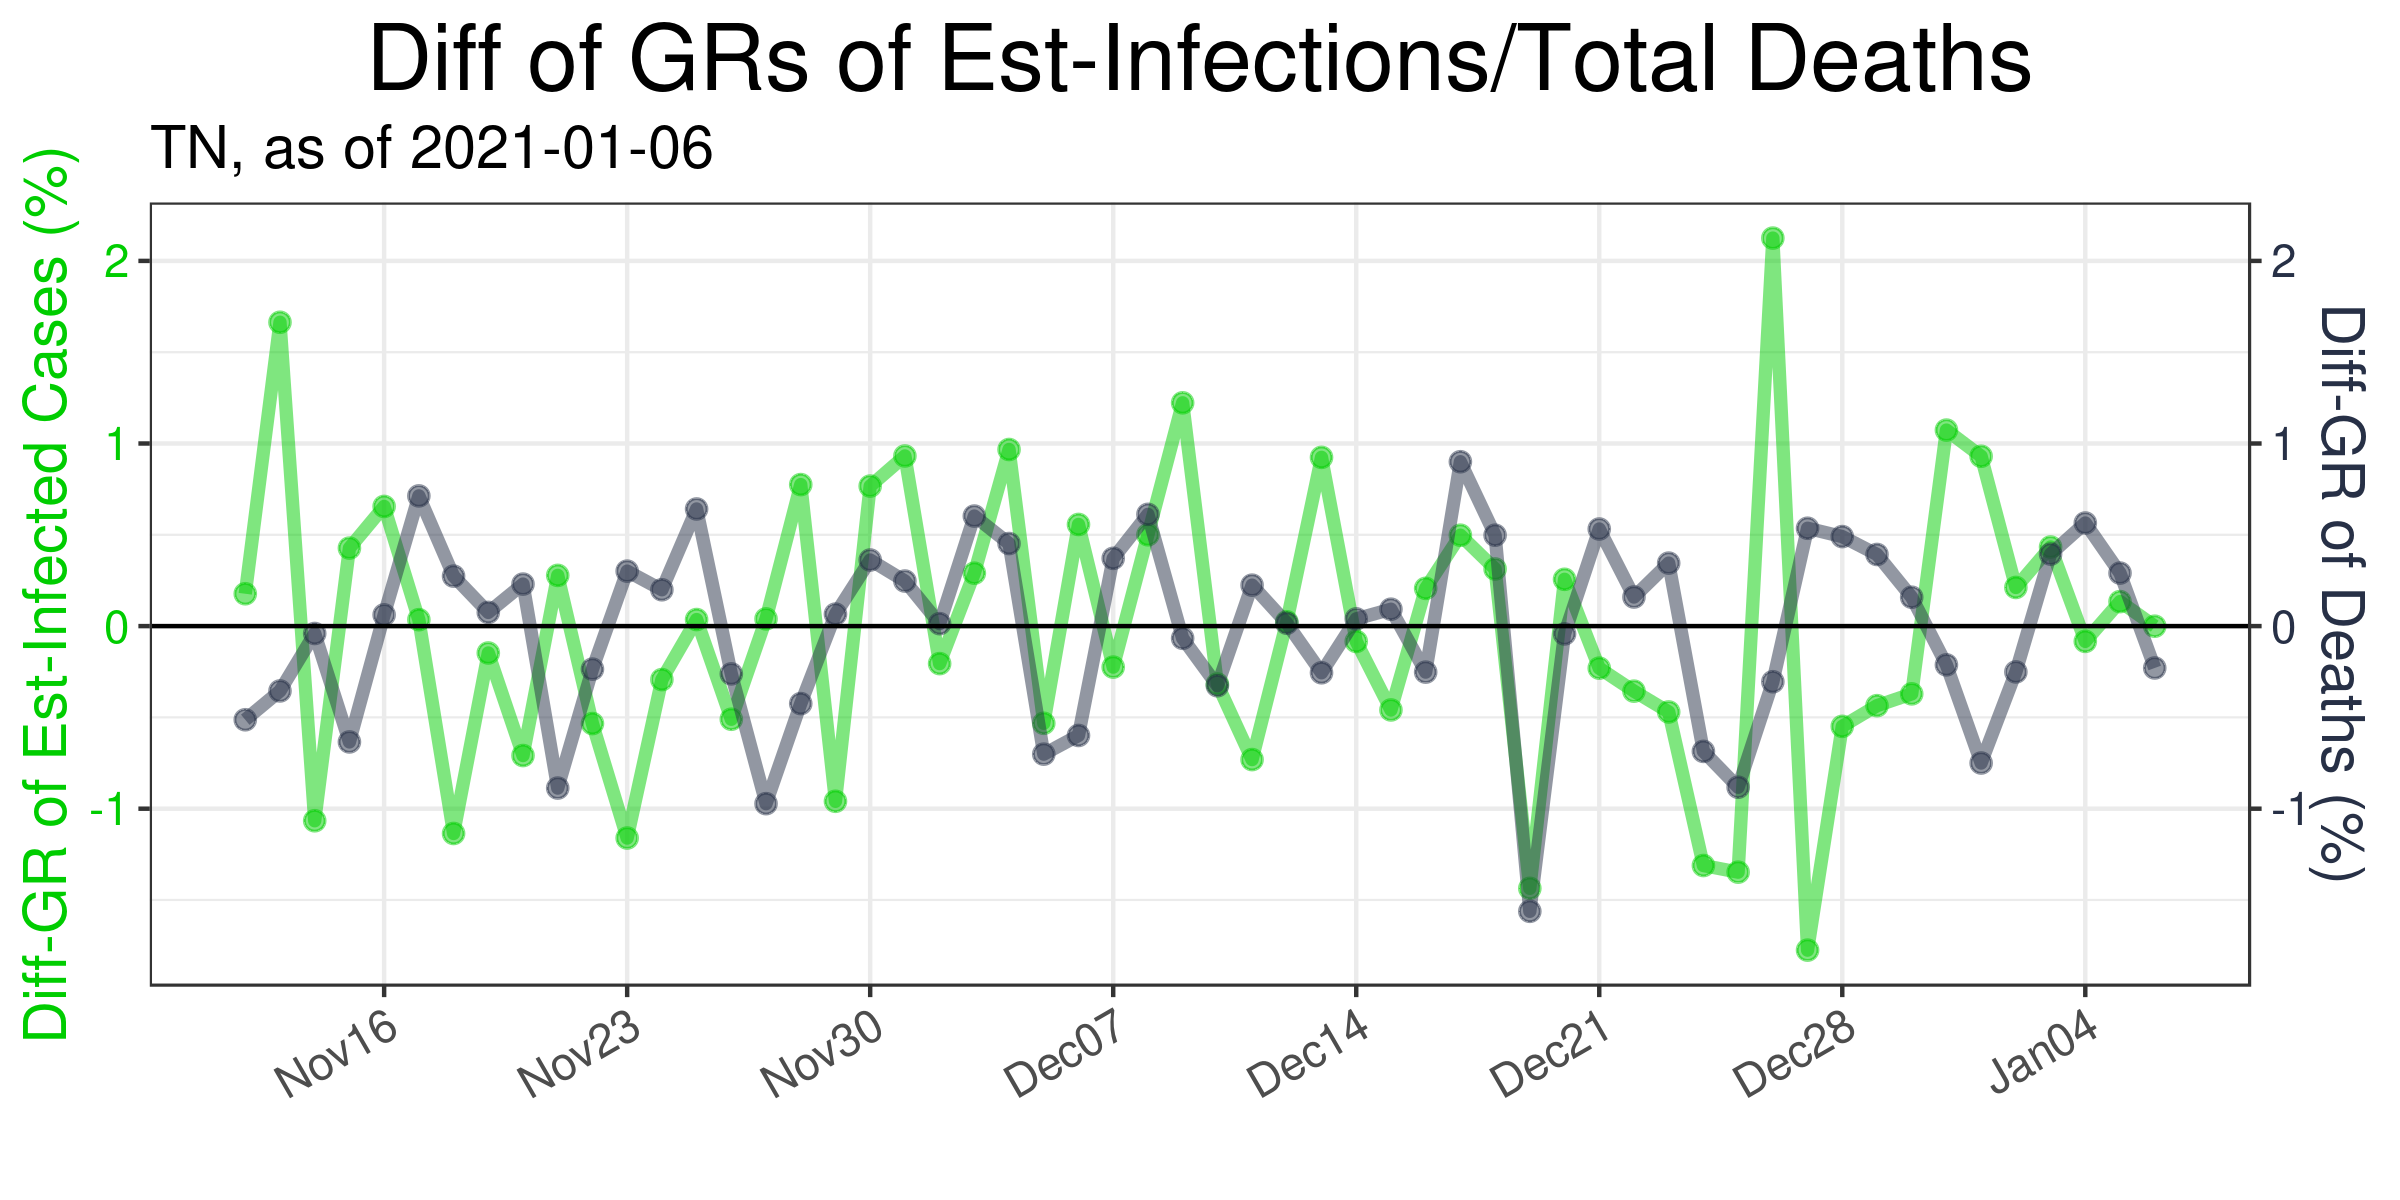 Diff of GRs of Est-Infections/Total Deaths
TN, as of 2021-01-06
Diff-GR of Est-Infected Cases (%)
2
1
0
-1
2
1
0
-1
Diff-GR of Deaths (%)
Nov16
Nov23
Nov30
Dec07
Dec14
Dec21
Dec28
Jan04